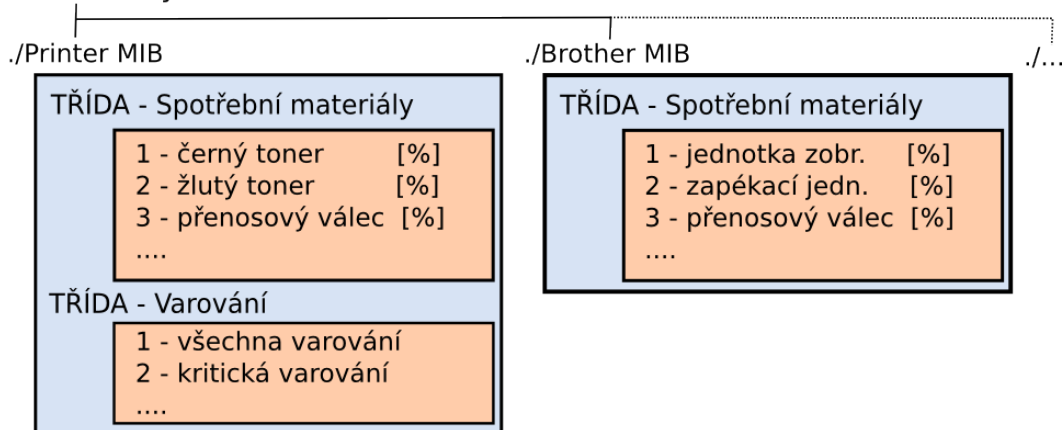 ./Printer MIB
TŘÍDA - Spotřební materiály
1 - černý toner [%]
2 - žlutý toner [%]
3 - přenosový válec [%]
....
TŘÍDA - Varování
1 - všechna varování
2 - kritická varování
....
./Brother MIB
TŘÍDA - Spotřební materiály
1 - jednotka zobr. [%]
2 - zapékací jedn. [%]
3 - přenosový válec [%]
....
./...